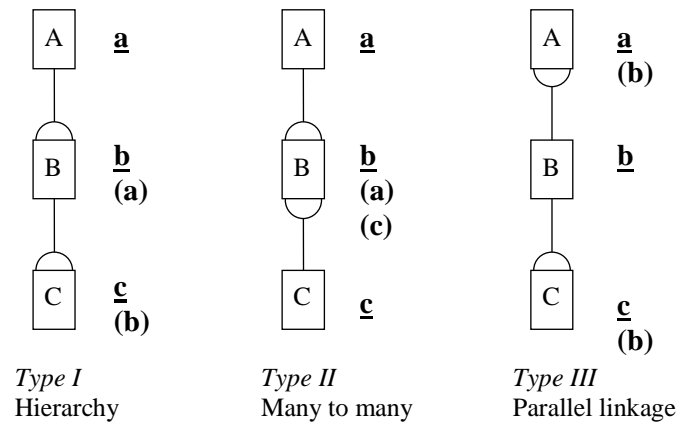 A a
B b
(a)
C c
(b)
Type I
Hierarchy
A a
B b
(a)
(c)
C c
Type II
Many to many
A a
(b)
B b
C c
(b)
Type III
Parallel linkage